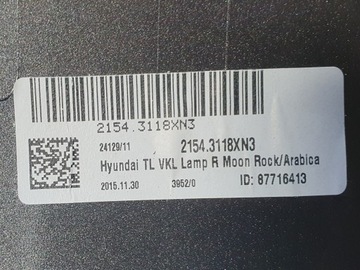 2154.3118XN3
24129/11 2154.3118XN3
Hyundai TL VKL Lamp R Moon Rock/Arabica
2015.11.30 3952/0 ID: 87716413